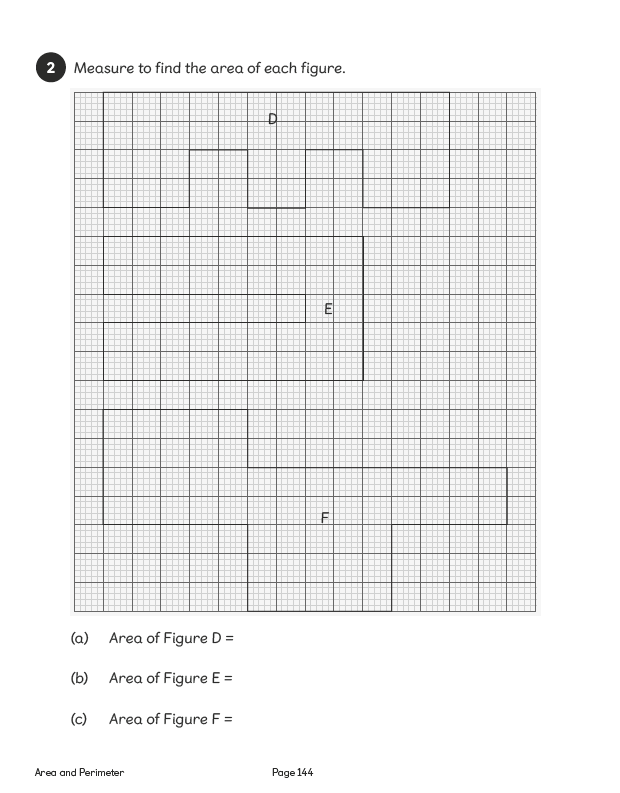 2 Measure to find the area of each figure.
D
E
F
(a) Area of Figure D =
(b) Area of Figure E =
(c) Area of Figure F =
Area and Perimeter Page 144